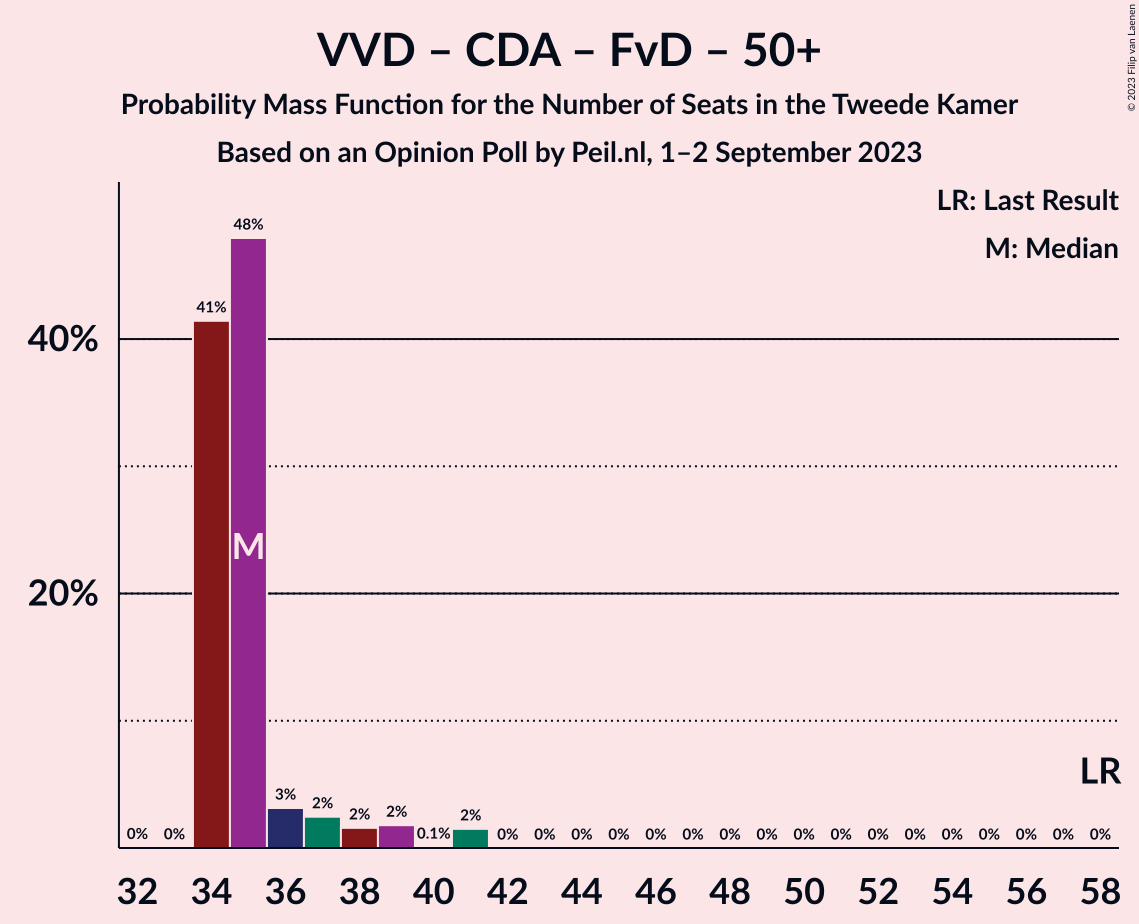 VVD – CDA – FvD – 50+
Probability Mass Function for the Number of Seats in the Tweede Kamer
Based on an Opinion Poll by Peil.nl, 1–2 September 2023
© 2023 Filip van Laenen
LR: Last Result
M: Median
48%
41%
40%
M
20%
LR
0% 0% 3% 2% 2% 2% 0.1% 2% 0% 0% 0% 0% 0% 0% 0% 0% 0% 0% 0% 0% 0% 0% 0% 0% 0%
32 34 36 38 40 42 44 46 48 50 52 54 56 58